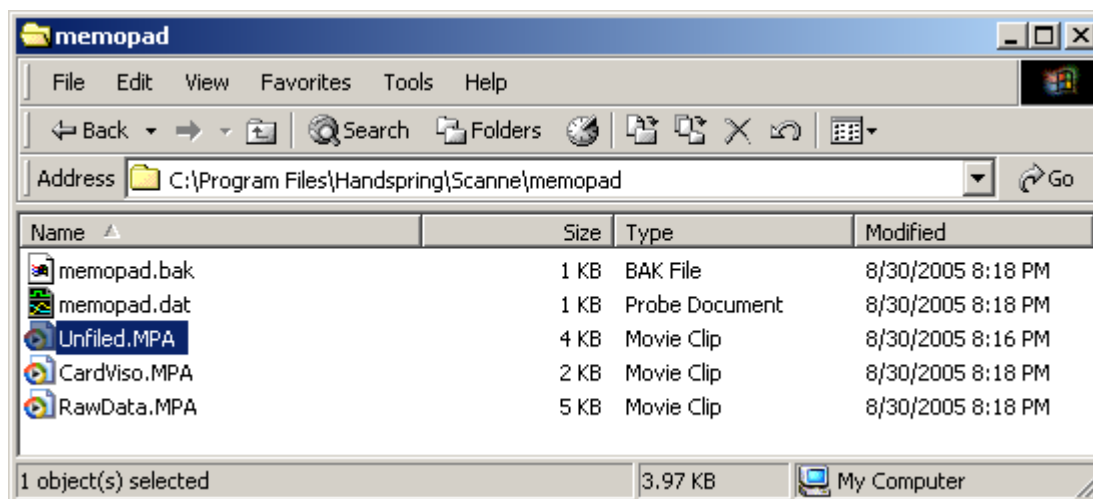 memopad
File Edit View Favorites Tools Help
Back Search Folders
Address C:\Program Files\Handspring\Scanne\memopad Go
Name Size Type Modified
memopad.bak 1 KB BAK File 8/30/2005 8:18 PM
memopad.dat 1 KB Probe Document 8/30/2005 8:18 PM
Unfiled.MPA 4 KB Movie Clip 8/30/2005 8:16 PM
CardViso.MPA 2 KB Movie Clip 8/30/2005 8:18 PM
RawData.MPA 5 KB Movie Clip 8/30/2005 8:18 PM
1 object(s) selected 3.97 KB My Computer